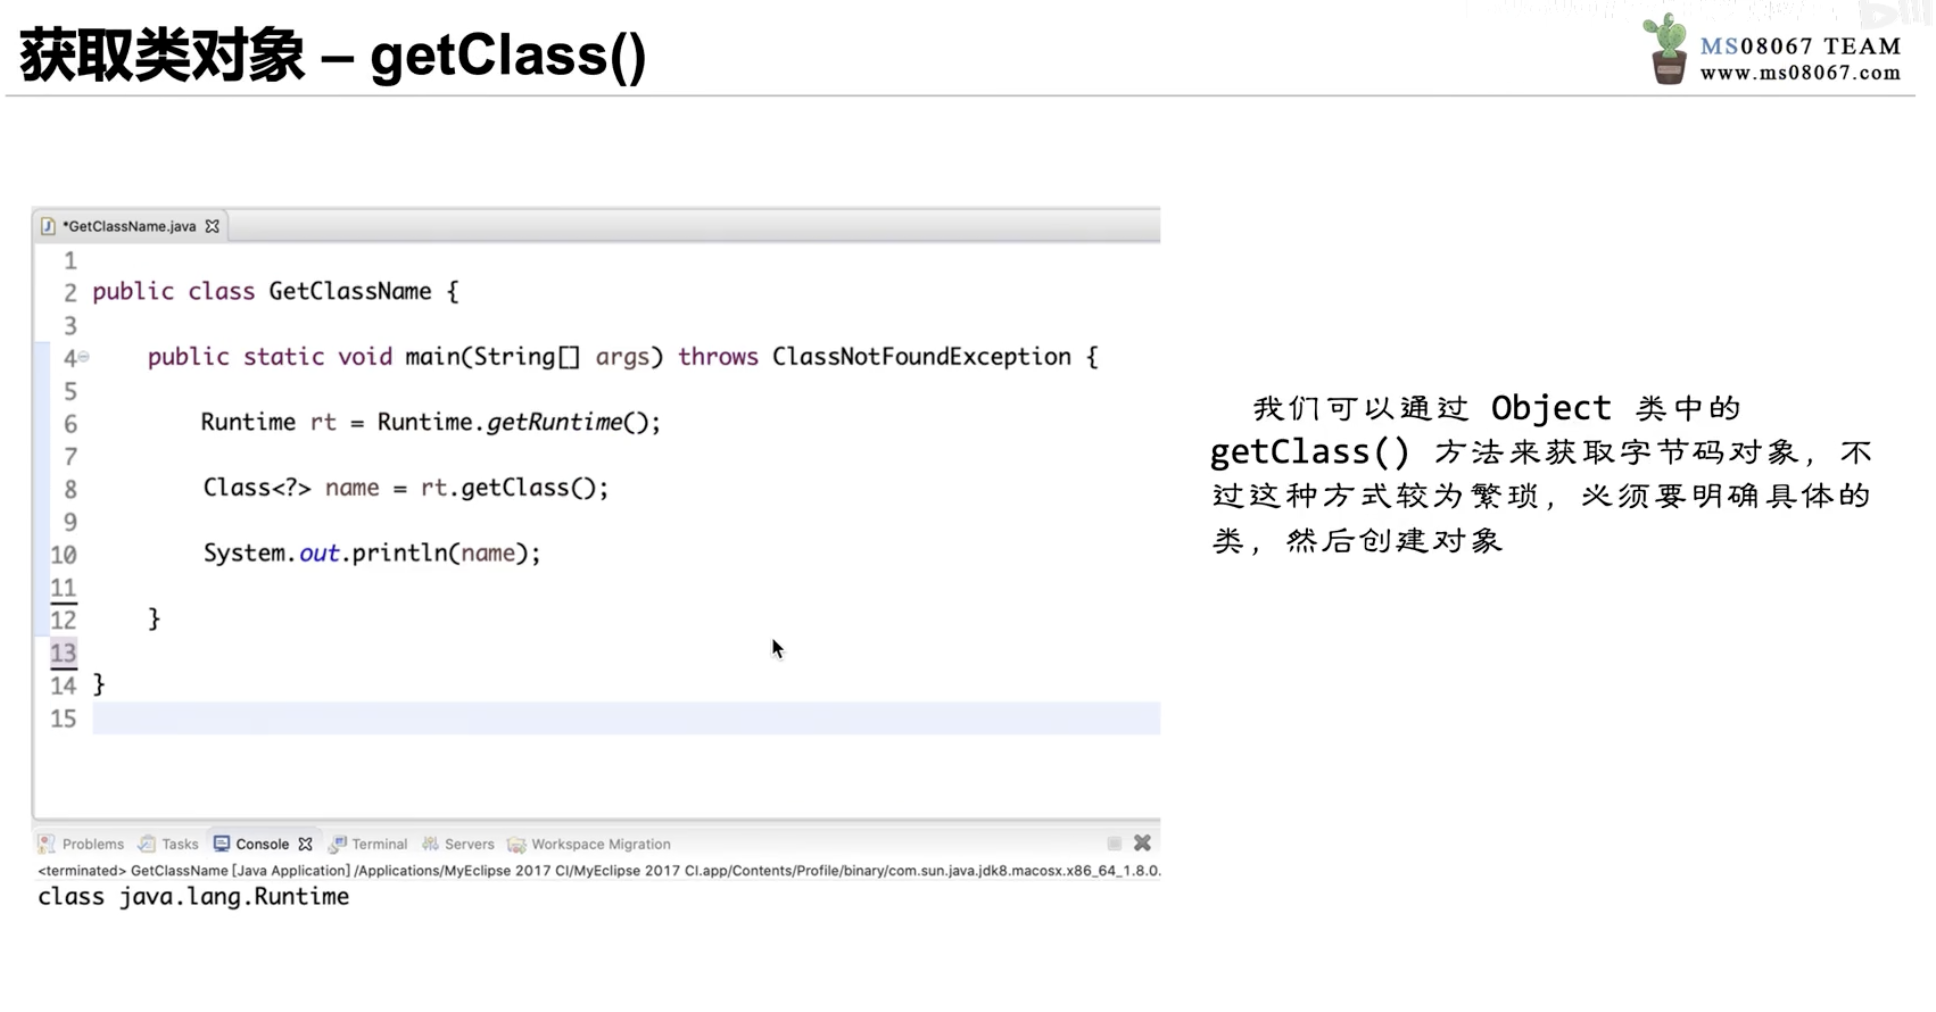 获取类对象 – getClass()
MS08067 TEAM
www.ms08067.com
*GetClassName.java
1
2 public class GetClassName {
3
4 public static void main(String[] args) throws ClassNotFoundException {
5
6 Runtime rt = Runtime.getRuntime();
7
8 Class<?> name = rt.getClass();
9
10 System.out.println(name);
11
12 }
13
14 }
15
我们可以通过 Object 类中的
getClass() 方法来获取字节码对象，不
过这种方式较为繁琐，必须要明确具体的
类，然后创建对象
Problems Tasks Console Terminal Servers Workspace Migration
<terminated> GetClassName [Java Application] /Applications/MyEclipse 2017 CI/MyEclipse 2017 CI.app/Contents/Profile/binary/com.sun.java.jdk8.macosx.x86_64_1.8.0.
class java.lang.Runtime